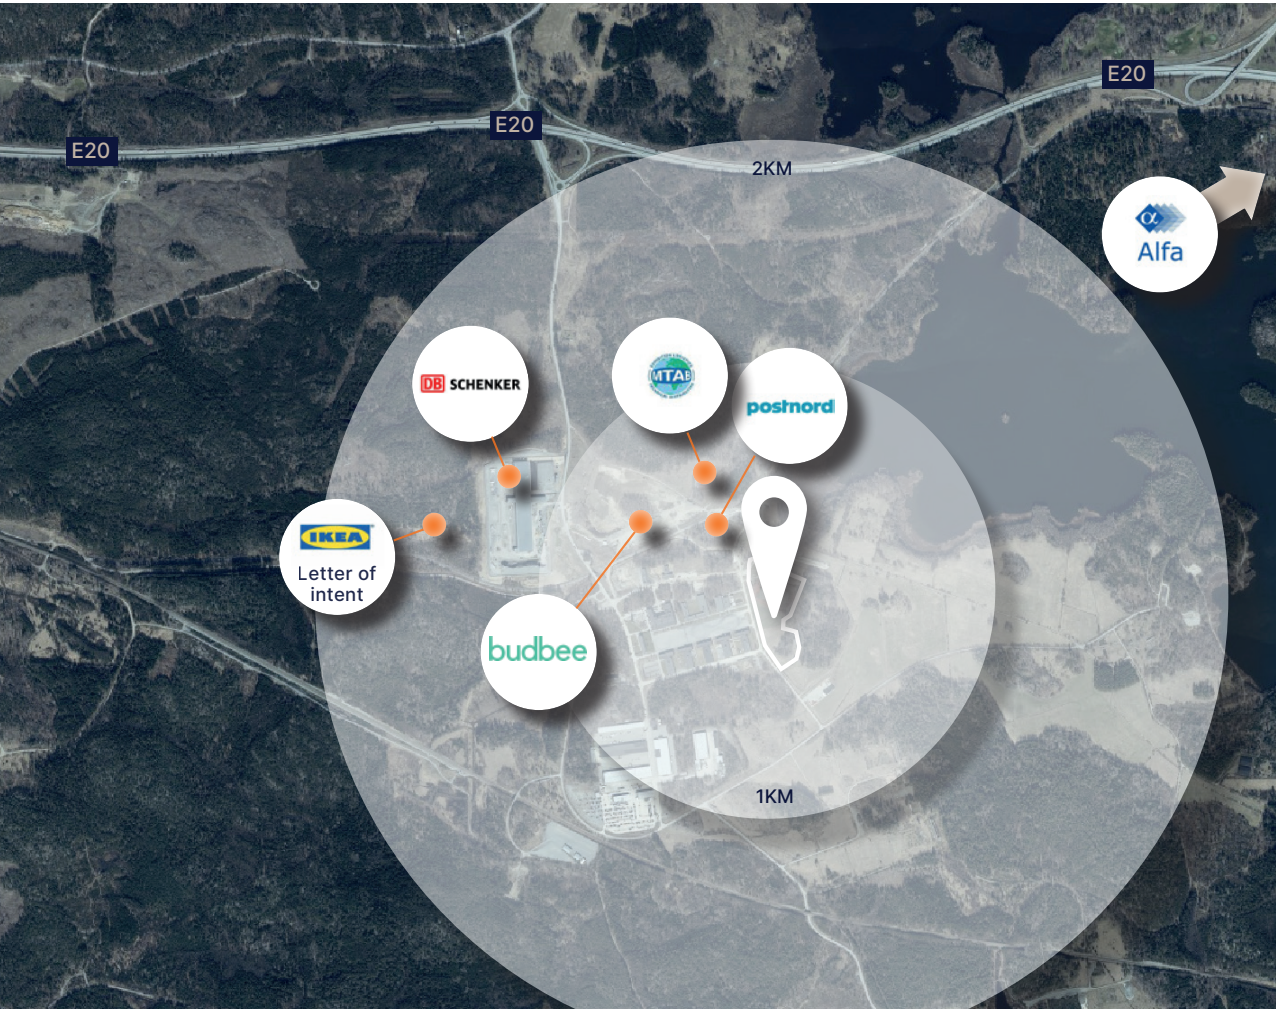 E20
E20
E20
2KM
α
Alfa
DB SCHENKER
MTAB
postnord
IKEA
Letter of
intent
budbee
1KM